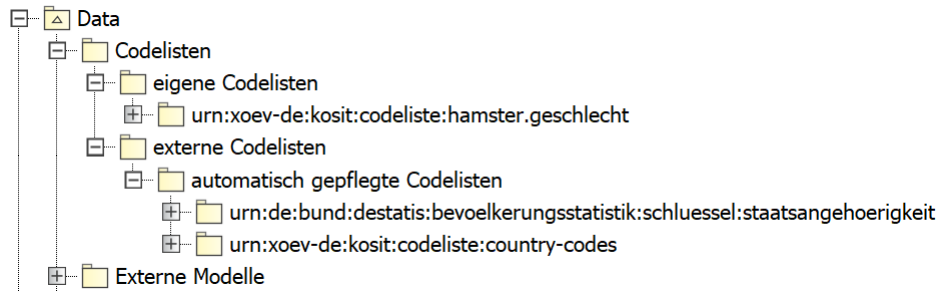 Data
Codelisten
eigene Codelisten
urn:xoev-de:kosit:codeliste:hamster.geschlecht
externe Codelisten
automatisch gepflegte Codelisten
urn:de:bund:destatis:bevoelkerungsstatistik:schluessel:staatsangehoerigkeit
urn:xoev-de:kosit:codeliste:country-codes
Externe Modelle